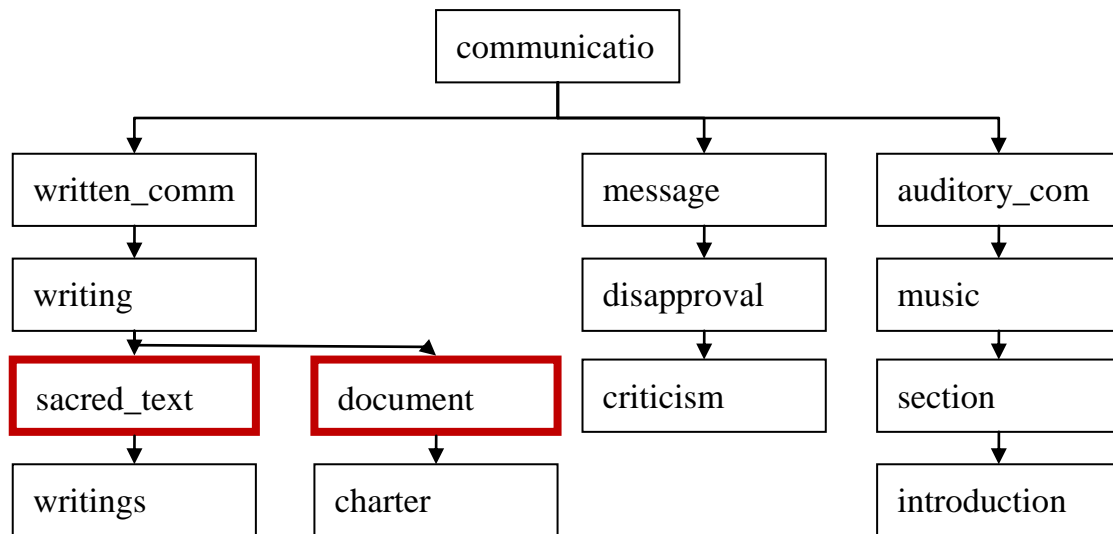 communicatio
written_comm
message
auditory_com
writing
disapproval
music
sacred_text
document
criticism
section
writings
charter
introduction